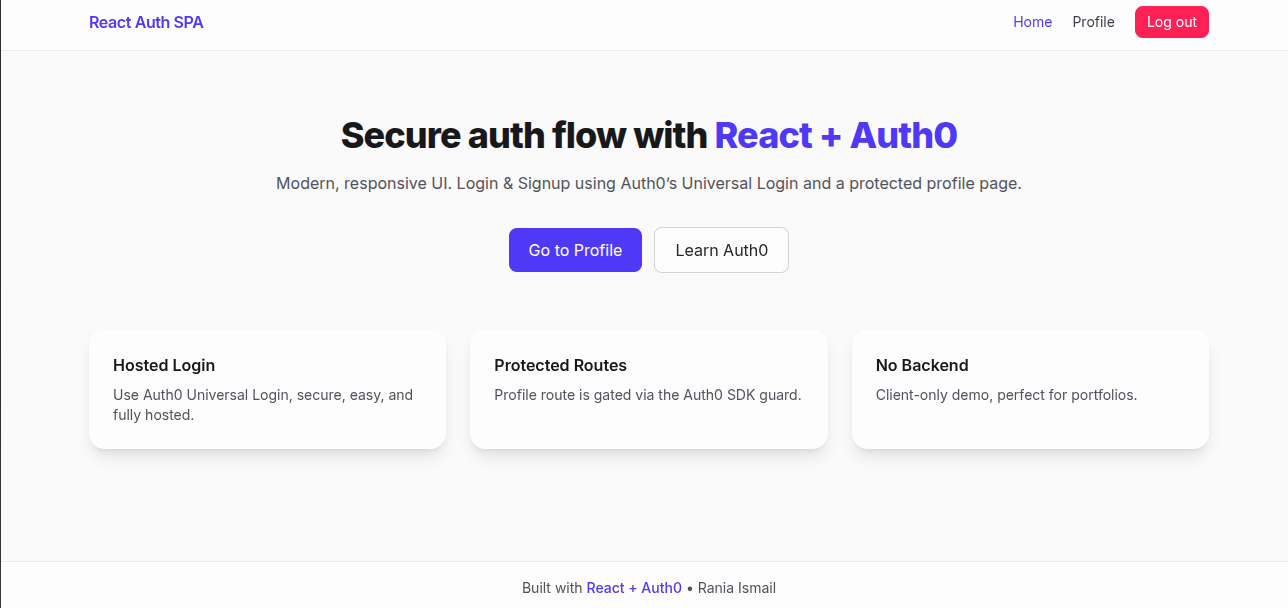 React Auth SPA
Home Profile Log out
Secure auth flow with React + Auth0
Modern, responsive UI. Login & Signup using Auth0's Universal Login and a protected profile page.
Go to Profile Learn Auth0
Hosted Login
Use Auth0 Universal Login, secure, easy, and
fully hosted.
Protected Routes
Profile route is gated via the Auth0 SDK guard.
No Backend
Client-only demo, perfect for portfolios.
Built with React + Auth0 • Rania Ismail